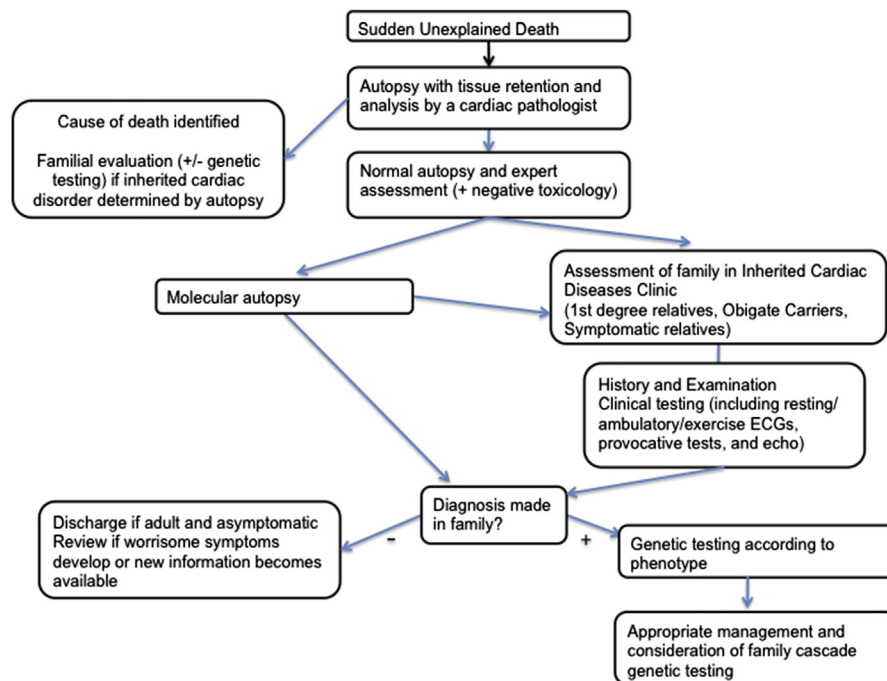 Sudden Unexplained Death
Autopsy with tissue retention and
analysis by a cardiac pathologist
Cause of death identified
Familial evaluation (+/- genetic
testing) if inherited cardiac
disorder determined by autopsy
Normal autopsy and expert
assessment (+ negative toxicology)
Molecular autopsy
Assessment of family in Inherited Cardiac
Diseases Clinic
(1st degree relatives, Obigate Carriers,
Symptomatic relatives)
History and Examination
Clinical testing (including resting/
ambulatory/exercise ECGs,
provocative tests, and echo)
Diagnosis made
in family?
-
+
Discharge if adult and asymptomatic
Review if worrisome symptoms
develop or new information becomes
available
Genetic testing according to
phenotype
Appropriate management and
consideration of family cascade
genetic testing